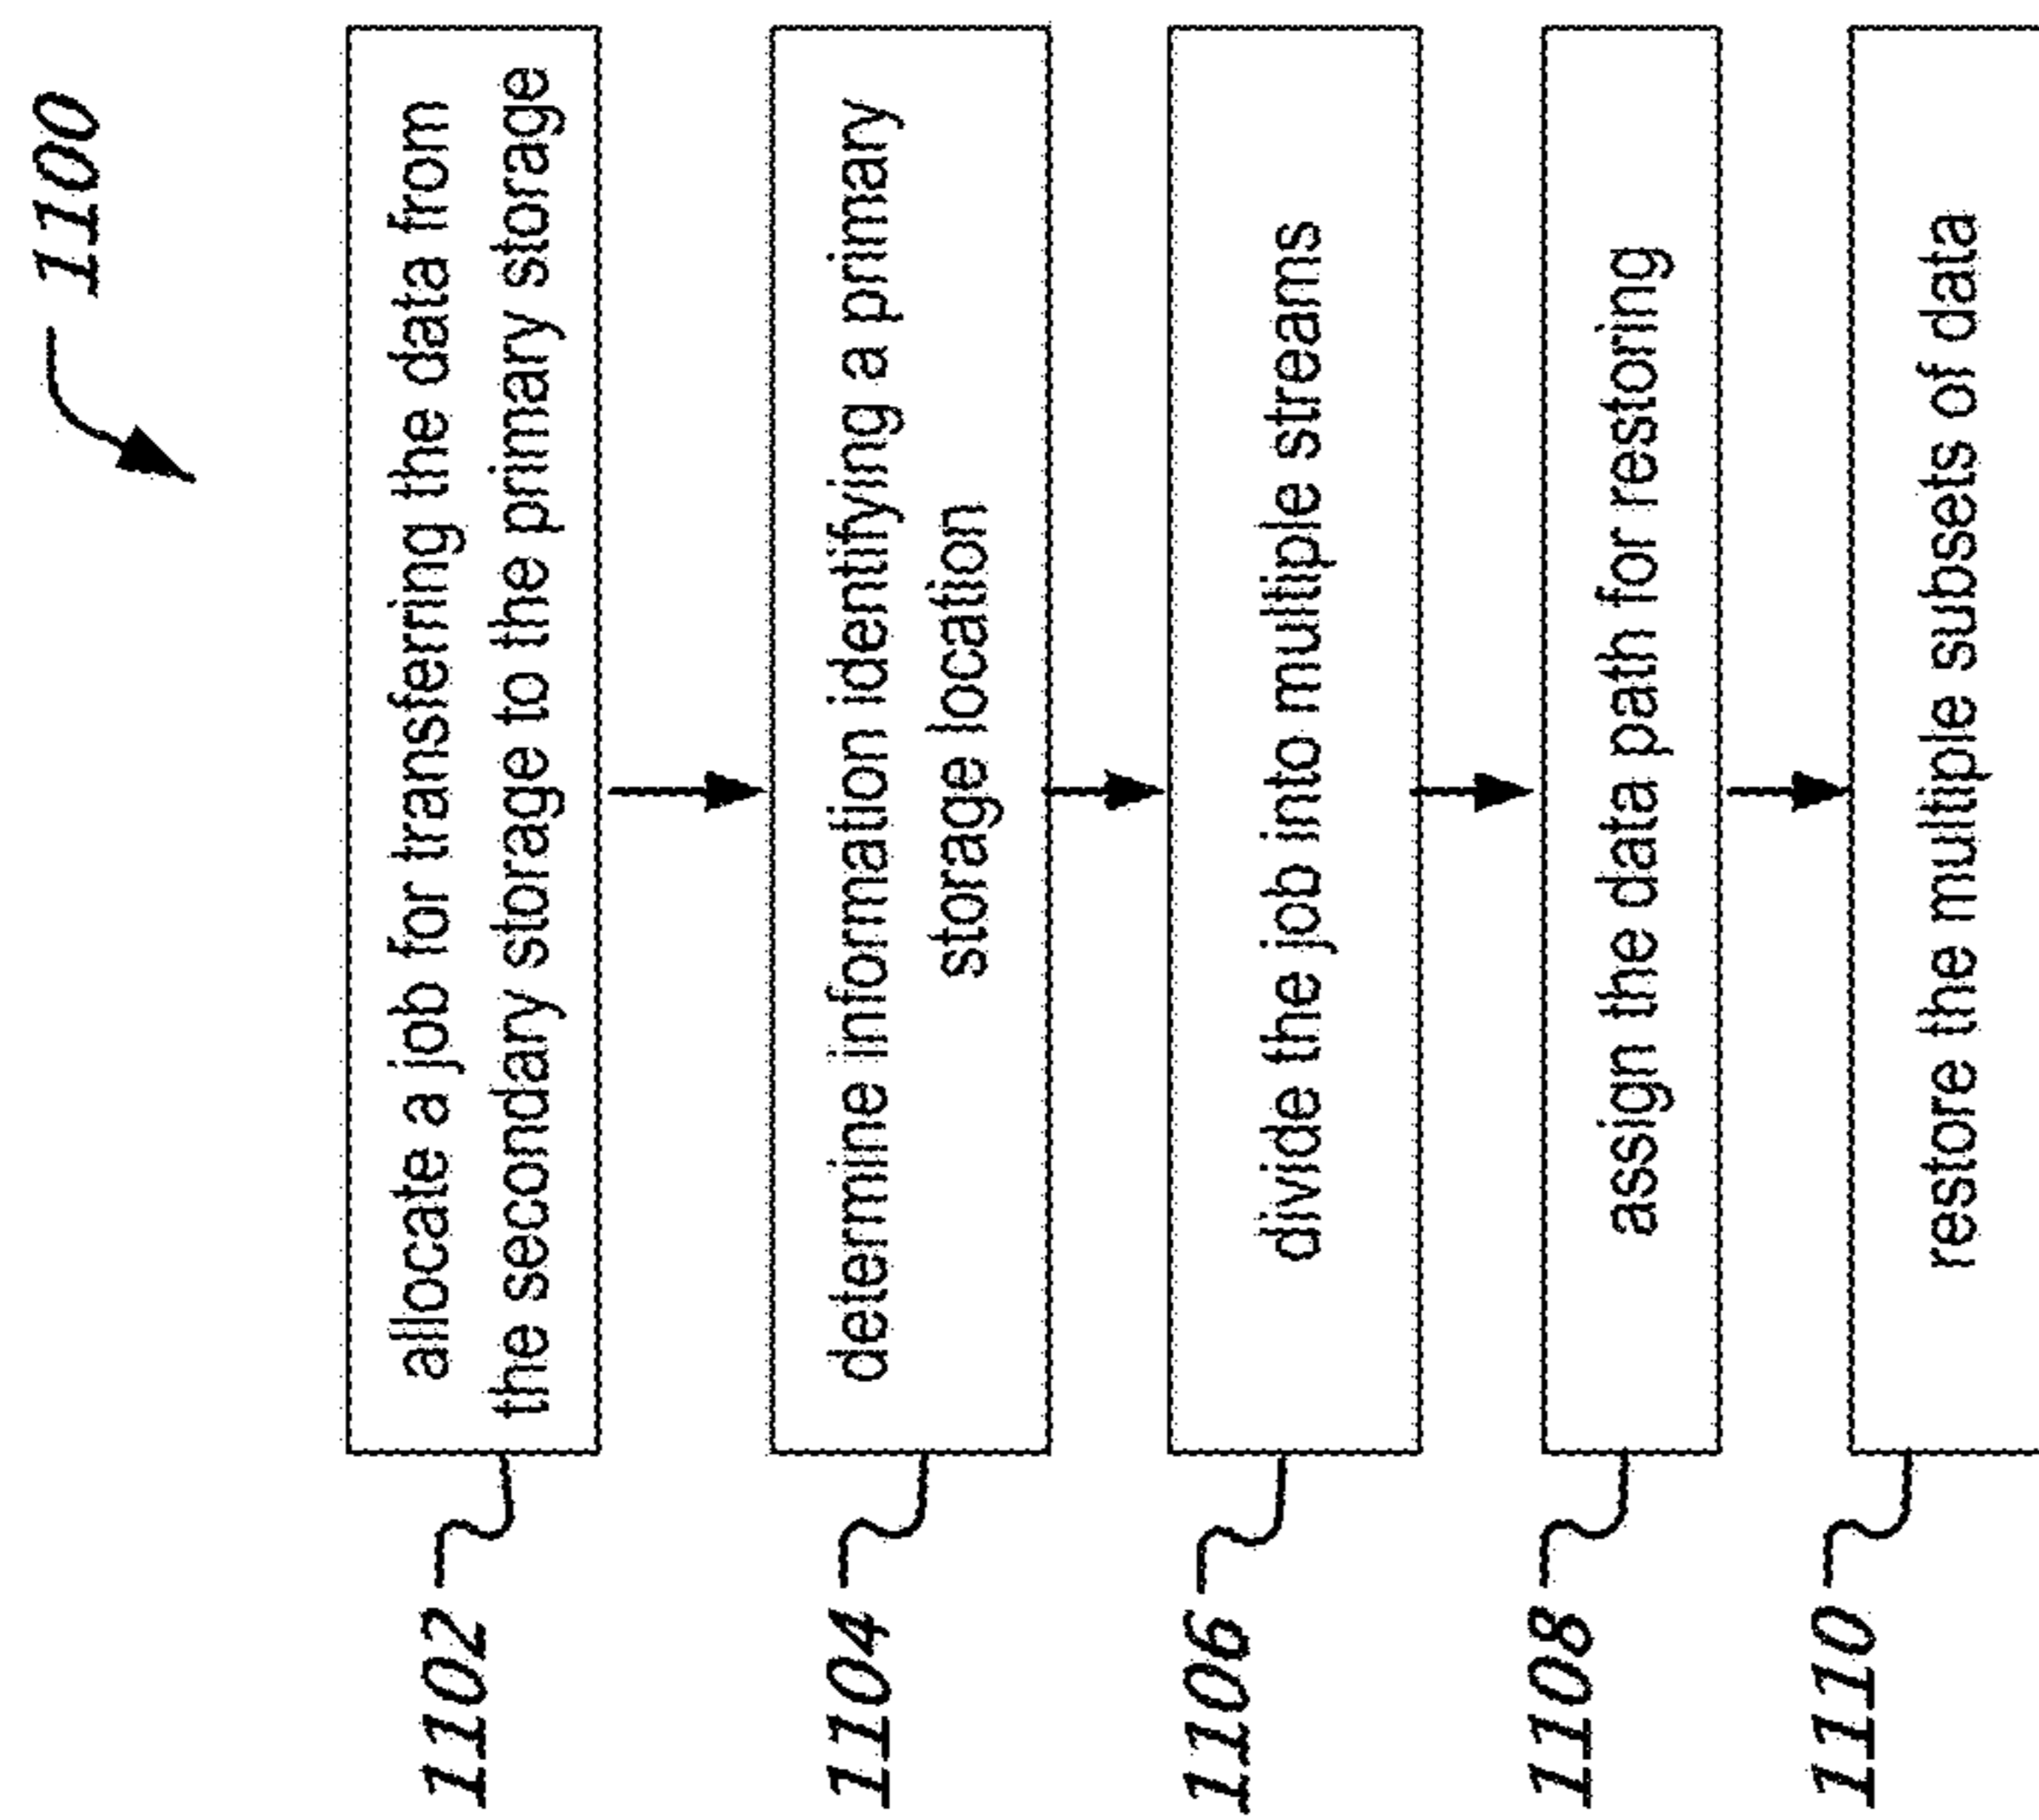 1100
1102
allocate a job for transferring the data from
the secondary storage to the primary storage
1104
determine information identifying a primary
storage location
1106
divide the job into multiple streams
1108
assign the data path for restoring
1110
restore the multiple subsets of data